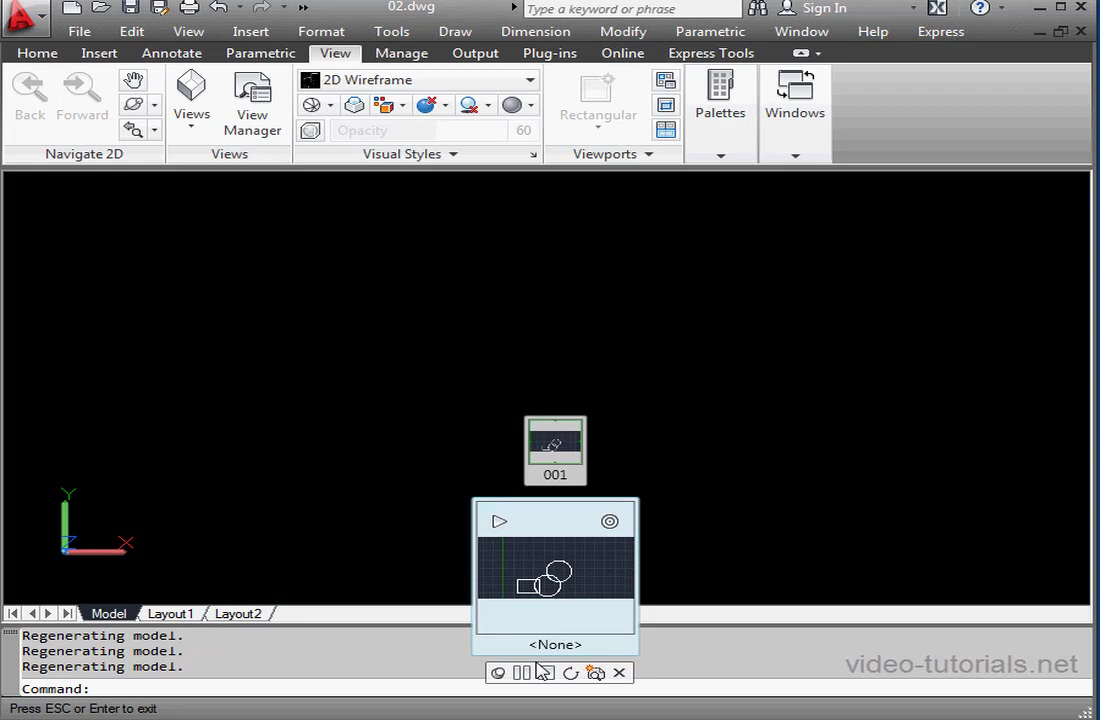 02.dwg
Type a keyword or phrase
Sign In
File Edit View Insert Format Tools Draw Dimension Modify Parametric Window Help Express
Home Insert Annotate Parametric View Manage Output Plug-ins Online Express Tools
2D Wireframe
Back Forward Views View Manager Opacity 60 Rectangular Palettes Windows
Navigate 2D Views Visual Styles Viewports
001
Y
X
Z
<None>
Model Layout1 Layout2
Regenerating model.
Regenerating model.
Regenerating model.
video-tutorials.net
Command:
Press ESC or Enter to exit